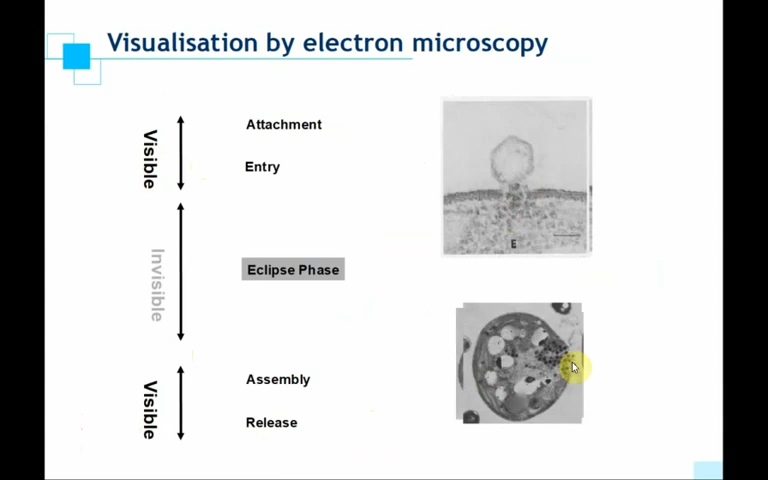 Visualisation by electron microscopy
Visible
Attachment
Entry
Invisible
Eclipse Phase
Visible
Assembly
Release
E